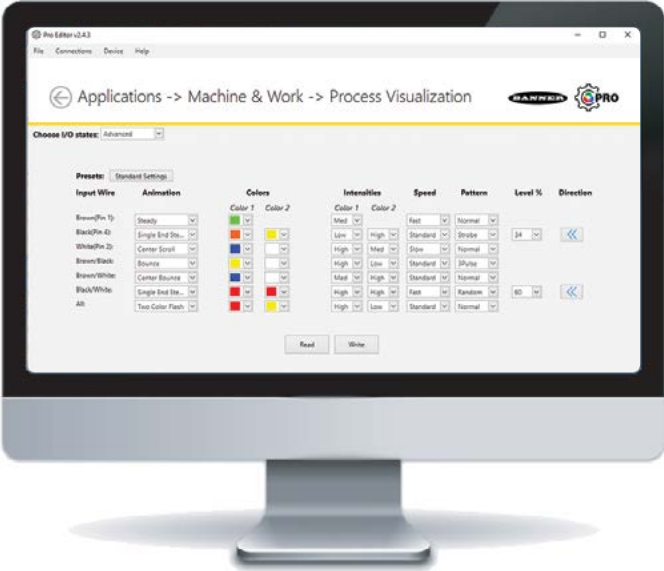 Pro Editor v2.4.3
File Connections Device Help
Applications -> Machine & Work -> Process Visualization BANNER PRO
Choose I/O states: Advanced
Presets: Standard Settings
Input Wire Animation Colors Intensities Speed Pattern Level % Direction
Color 1 Color 2 Color 1 Color 2
Brown(Pin 1): Steady Med Fast Normal
Black(Pin 4): Single End Ste... Low High Standard Strobe 34
White(Pin 2): Center Scroll High Med Slow Normal
Brown/Black: Bounce High Low Standard 3Pulse
Brown/White: Center Bounce Med High Standard Normal
Black/White: Single End Ste... High High Fast Random 60
All: Two Color Flash High Low Standard Normal
Read Write